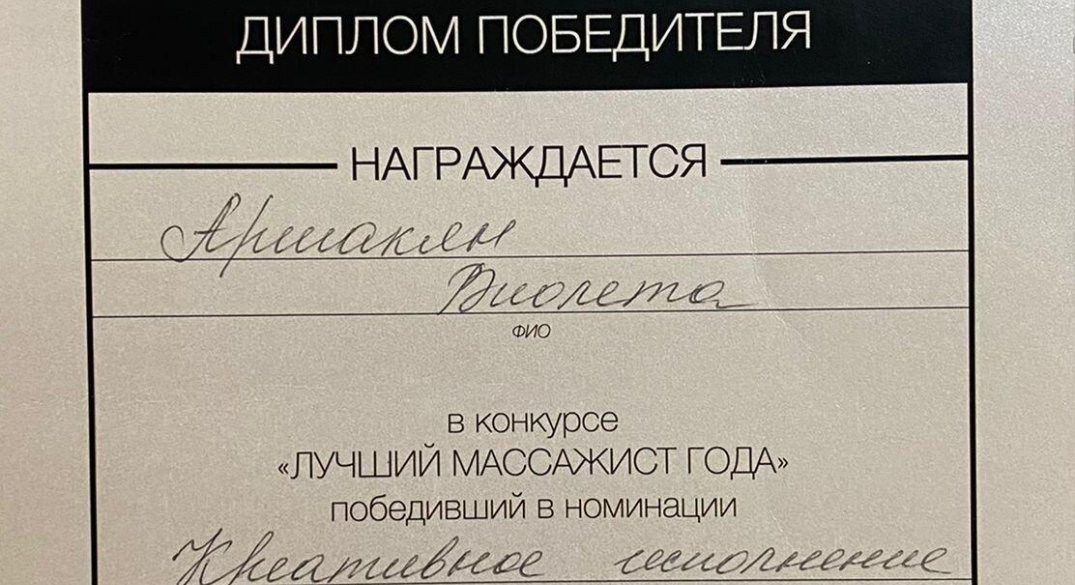 ДИПЛОМ ПОБЕДИТЕЛЯ
НАГРАЖДАЕТСЯ
Аршакян
Виолета
ФИО
в конкурсе
«ЛУЧШИЙ МАССАЖИСТ ГОДА»
победивший в номинации
Креативное исполнение